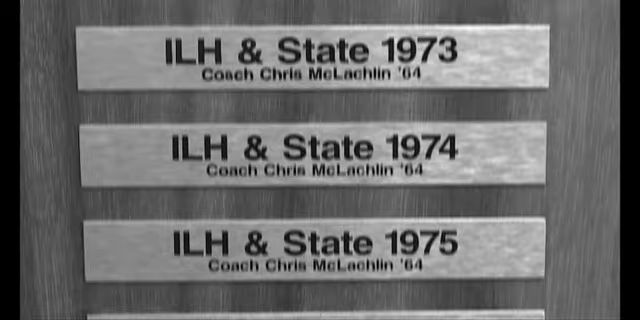 ILH & State 1973
Coach Chris McLachlin '64
ILH & State 1974
Coach Chris McLachlin '64
ILH & State 1975
Coach Chris McLachlin '64